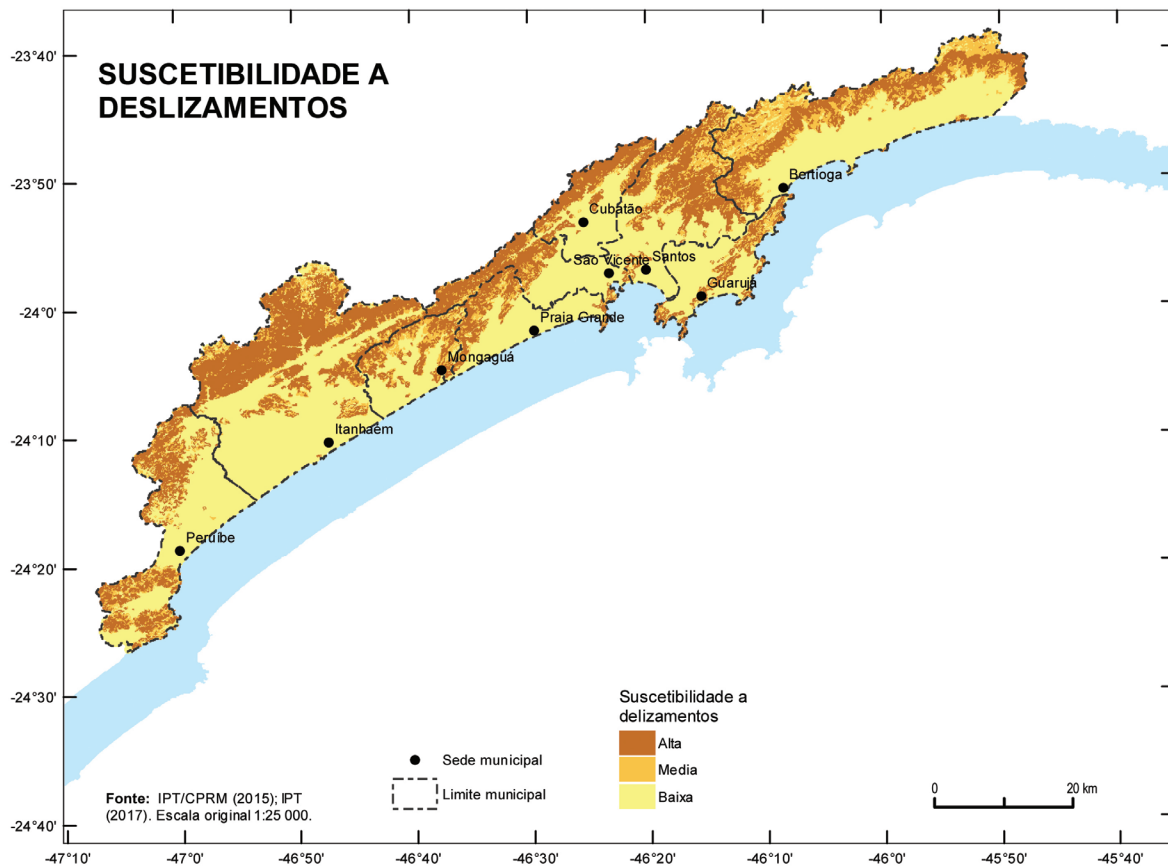 SUSCETIBILIDADE A
DESLIZAMENTOS
-23°40'
-23°50'
-24°0'
-24°10'
-24°20'
-24°30'
-24°40'
Bertioga
Cubatão
São Vicente
Santos
Guarujá
Praia Grande
Mongaguá
Itanhaém
Peruíbe
Suscetibilidade a
delizamentos
Alta
Media
Baixa
Sede municipal
Limite municipal
Fonte: IPT/CPRM (2015); IPT
(2017). Escala original 1:25 000.
0 20 km
-47°10' -47°0' -46°50' -46°40' -46°30' -46°20' -46°10' -46°0' -45°50' -45°40'